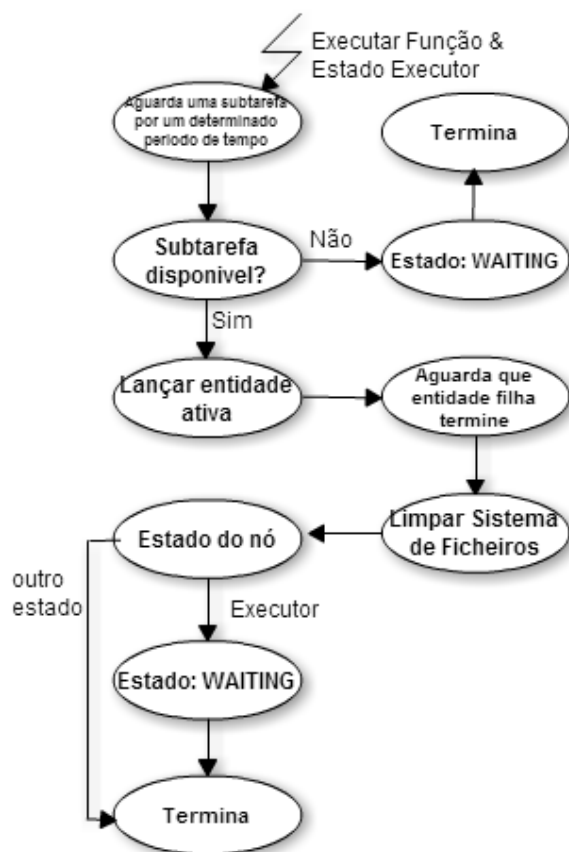 Executar Função &
Estado Executor
Aguarda uma subtarefa
por um determinado
periodo de tempo
Termina
Subtarefa
disponivel?
Não
Estado: WAITING
Sim
Lançar entidade
ativa
Aguarda que
entidade filha
termine
Estado do nó
Limpar Sistema
de Ficheiros
outro
estado
Executor
Estado: WAITING
Termina